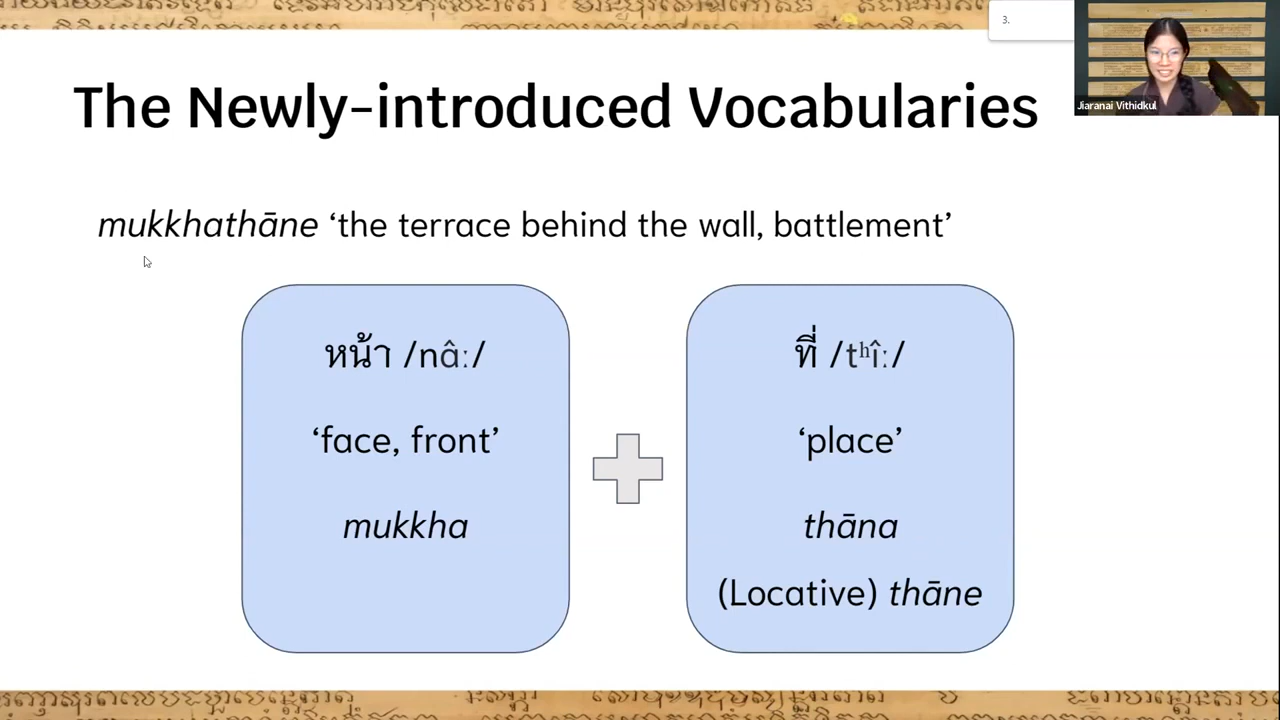 3.
Jiaranai Vithidkul
The Newly-introduced Vocabularies
mukkhathāne ‘the terrace behind the wall, battlement’
หน้า /nâː/
‘face, front’
mukkha
ที่ /tʰîː/
‘place’
thāna
(Locative) thāne